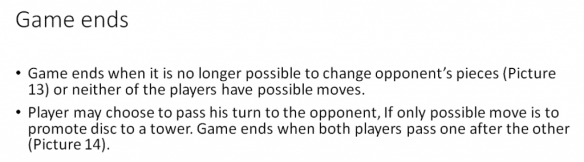 Game ends
• Game ends when it is no longer possible to change opponent's pieces (Picture
13) or neither of the players have possible moves.
• Player may choose to pass his turn to the opponent, If only possible move is to
promote disc to a tower. Game ends when both players pass one after the other
(Picture 14).